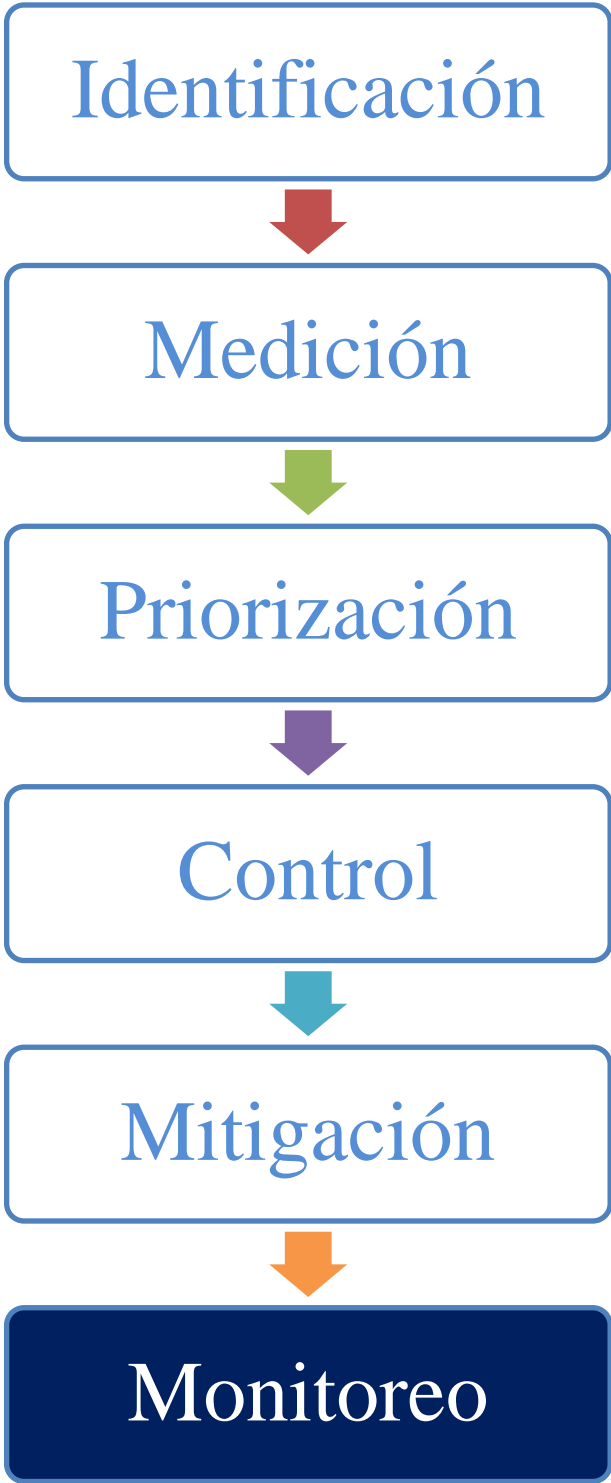 Identificación
Medición
Priorización
Control
Mitigación
Monitoreo